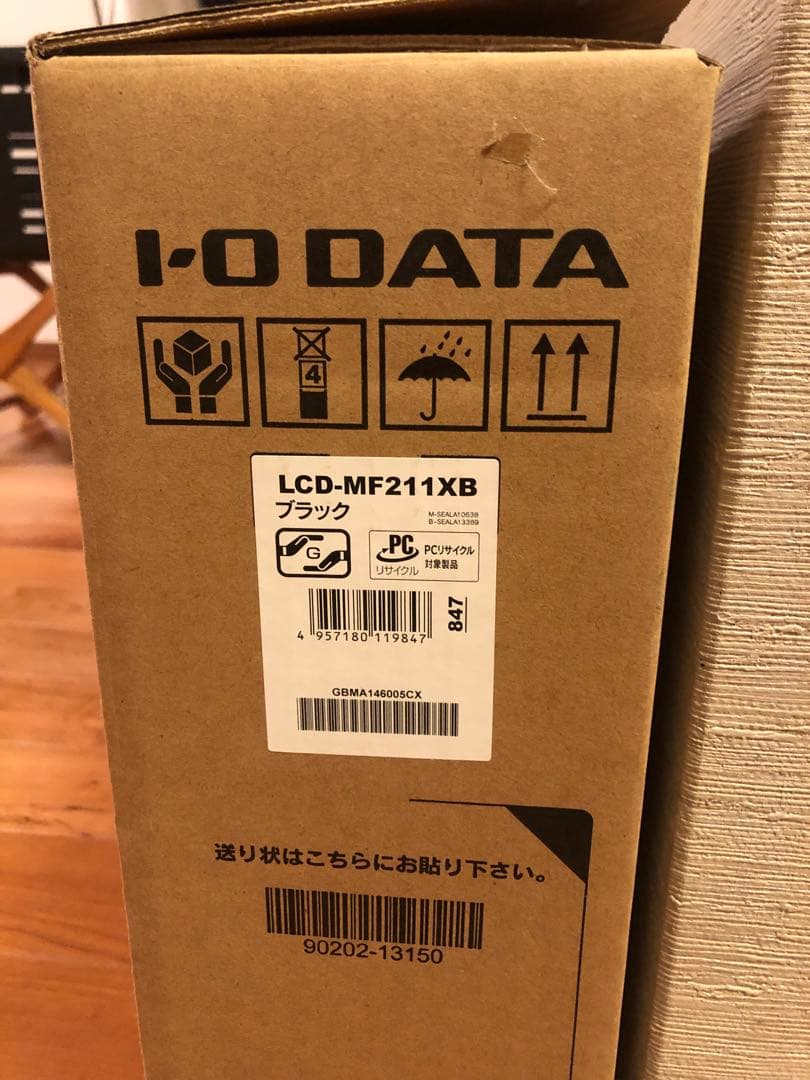 I-O DATA
4
LCD-MF211XB
ブラック
M-SEALA10638
B-SEALA13389
G
PC
リサイクル
PCリサイクル
対象製品
4 957180 119847
847
GBMA146005CX
送り状はこちらにお貼り下さい。
90202-13150